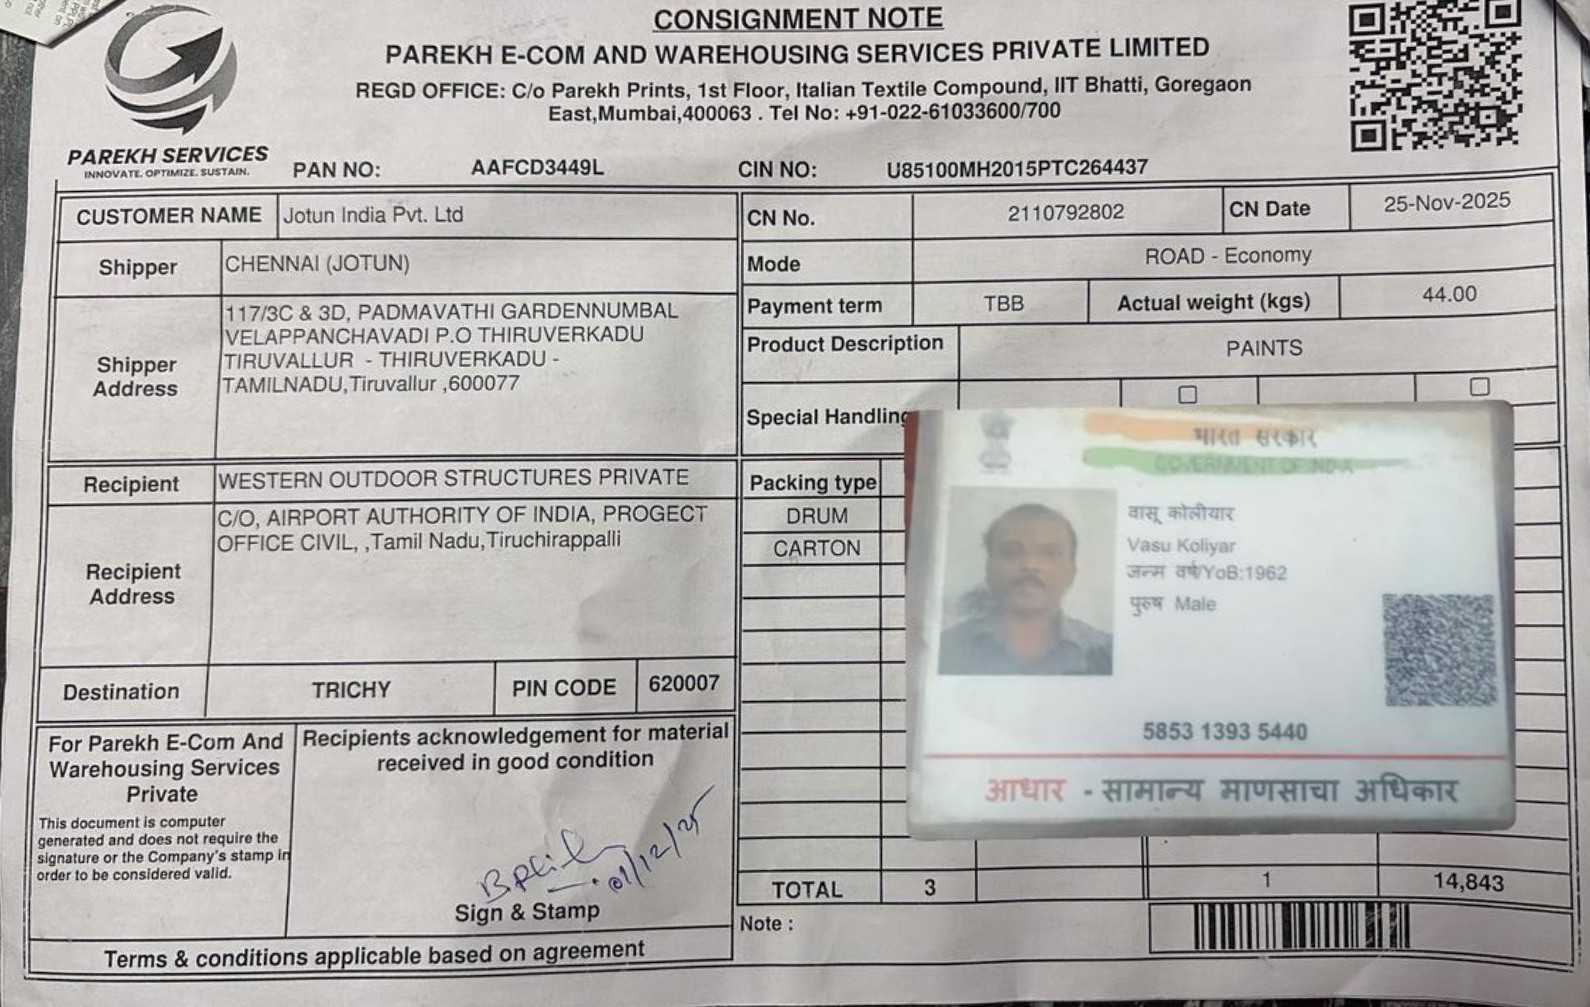 CONSIGNMENT NOTE
PAREKH E-COM AND WAREHOUSING SERVICES PRIVATE LIMITED
REGD OFFICE: C/o Parekh Prints, 1st Floor, Italian Textile Compound, IIT Bhatti, Goregaon
East,Mumbai,400063 . Tel No: +91-022-61033600/700
PAREKH SERVICES
INNOVATE. OPTIMIZE. SUSTAIN.
PAN NO: AAFCD3449L CIN NO: U85100MH2015PTC264437
CUSTOMER NAME Jotun India Pvt. Ltd
Shipper CHENNAI (JOTUN)
Shipper Address
117/3C & 3D, PADMAVATHI GARDENNUMBAL
VELAPPANCHAVADI P.O THIRUVERKADU
TIRUVALLUR - THIRUVERKADU -
TAMILNADU,Tiruvallur ,600077
Recipient WESTERN OUTDOOR STRUCTURES PRIVATE
Recipient Address
C/O, AIRPORT AUTHORITY OF INDIA, PROGECT
OFFICE CIVIL, ,Tamil Nadu,Tiruchirappalli
Destination TRICHY PIN CODE 620007
For Parekh E-Com And
Warehousing Services
Private
This document is computer
generated and does not require the
signature or the Company's stamp in
order to be considered valid.
Recipients acknowledgement for material
received in good condition
01/12/25
Sign & Stamp
Terms & conditions applicable based on agreement
CN No. 2110792802 CN Date 25-Nov-2025
Mode ROAD - Economy
Payment term TBB Actual weight (kgs) 44.00
Product Description PAINTS
Special Handling
Packing type
DRUM
CARTON
TOTAL 3 1 14,843
Note :
भारत सरकार
GOVERNMENT OF INDIA
वासू कोलीयार
Vasu Koliyar
जन्म वर्ष/YoB:1962
पुरुष Male
5853 1393 5440
आधार - सामान्य माणसाचा अधिकार